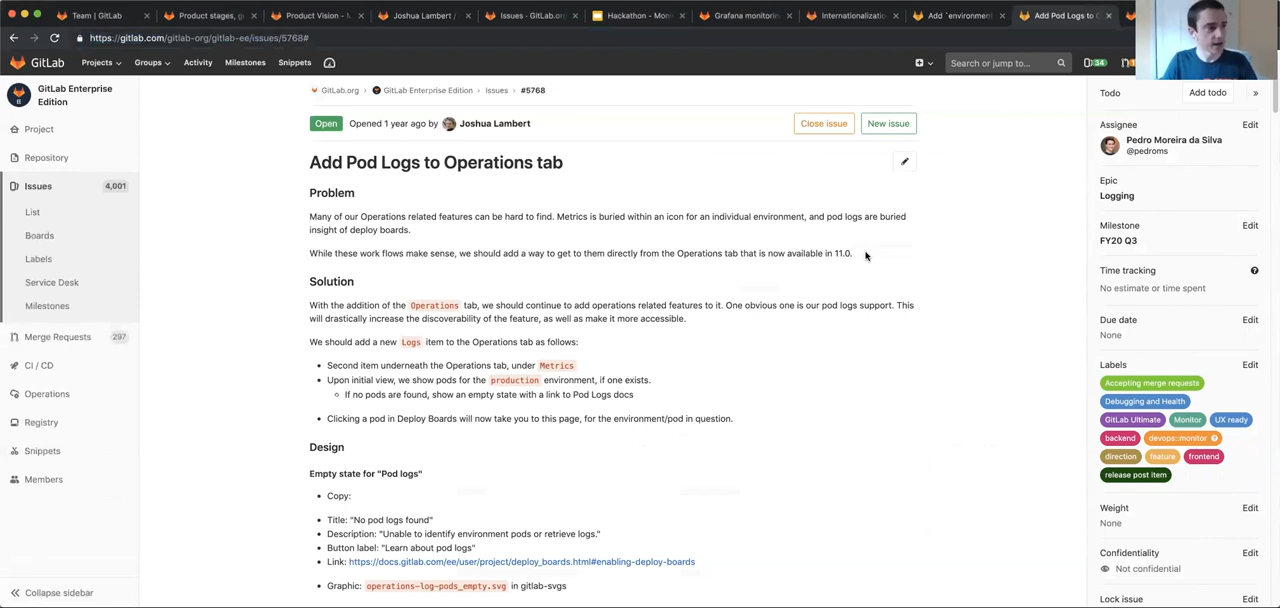 Team | GitLab
Product stages, g
Product Vision - M
Joshua Lambert /
Issues · GitLab.org
Hackathon - Moni
Grafana monitorin
Internationalizatio
Add `environment
Add Pod Logs to O
https://gitlab.com/gitlab-org/gitlab-ee/issues/5768#
GitLab
Projects
Groups
Activity
Milestones
Snippets
Search or jump to...
34
GitLab Enterprise
Edition
Project
Repository
Issues 4,001
List
Boards
Labels
Service Desk
Milestones
Merge Requests 297
CI / CD
Operations
Registry
Snippets
Members
Collapse sidebar
GitLab.org › GitLab Enterprise Edition › Issues › #5768
Open Opened 1 year ago by Joshua Lambert
Close issue
New issue
Add Pod Logs to Operations tab
Problem
Many of our Operations related features can be hard to find. Metrics is buried within an icon for an individual environment, and pod logs are buried
insight of deploy boards.
While these work flows make sense, we should add a way to get to them directly from the Operations tab that is now available in 11.0.
Solution
With the addition of the Operations tab, we should continue to add operations related features to it. One obvious one is our pod logs support. This
will drastically increase the discoverability of the feature, as well as make it more accessible.
We should add a new Logs item to the Operations tab as follows:
• Second item underneath the Operations tab, under Metrics
• Upon initial view, we show pods for the production environment, if one exists.
◦ If no pods are found, show an empty state with a link to Pod Logs docs
• Clicking a pod in Deploy Boards will now take you to this page, for the environment/pod in question.
Design
Empty state for "Pod logs"
• Copy:
• Title: "No pod logs found"
• Description: "Unable to identify environment pods or retrieve logs."
• Button label: "Learn about pod logs"
• Link: https://docs.gitlab.com/ee/user/project/deploy_boards.html#enabling-deploy-boards
• Graphic: operations-log-pods_empty.svg in gitlab-svgs
Todo
Add todo
»
Assignee Edit
Pedro Moreira da Silva
@pedroms
Epic
Logging
Milestone Edit
FY20 Q3
Time tracking
No estimate or time spent
Due date Edit
None
Labels Edit
Accepting merge requests
Debugging and Health
GitLab Ultimate Monitor UX ready
backend devops::monitor
direction feature frontend
release post item
Weight Edit
None
Confidentiality Edit
Not confidential
Lock issue Edit